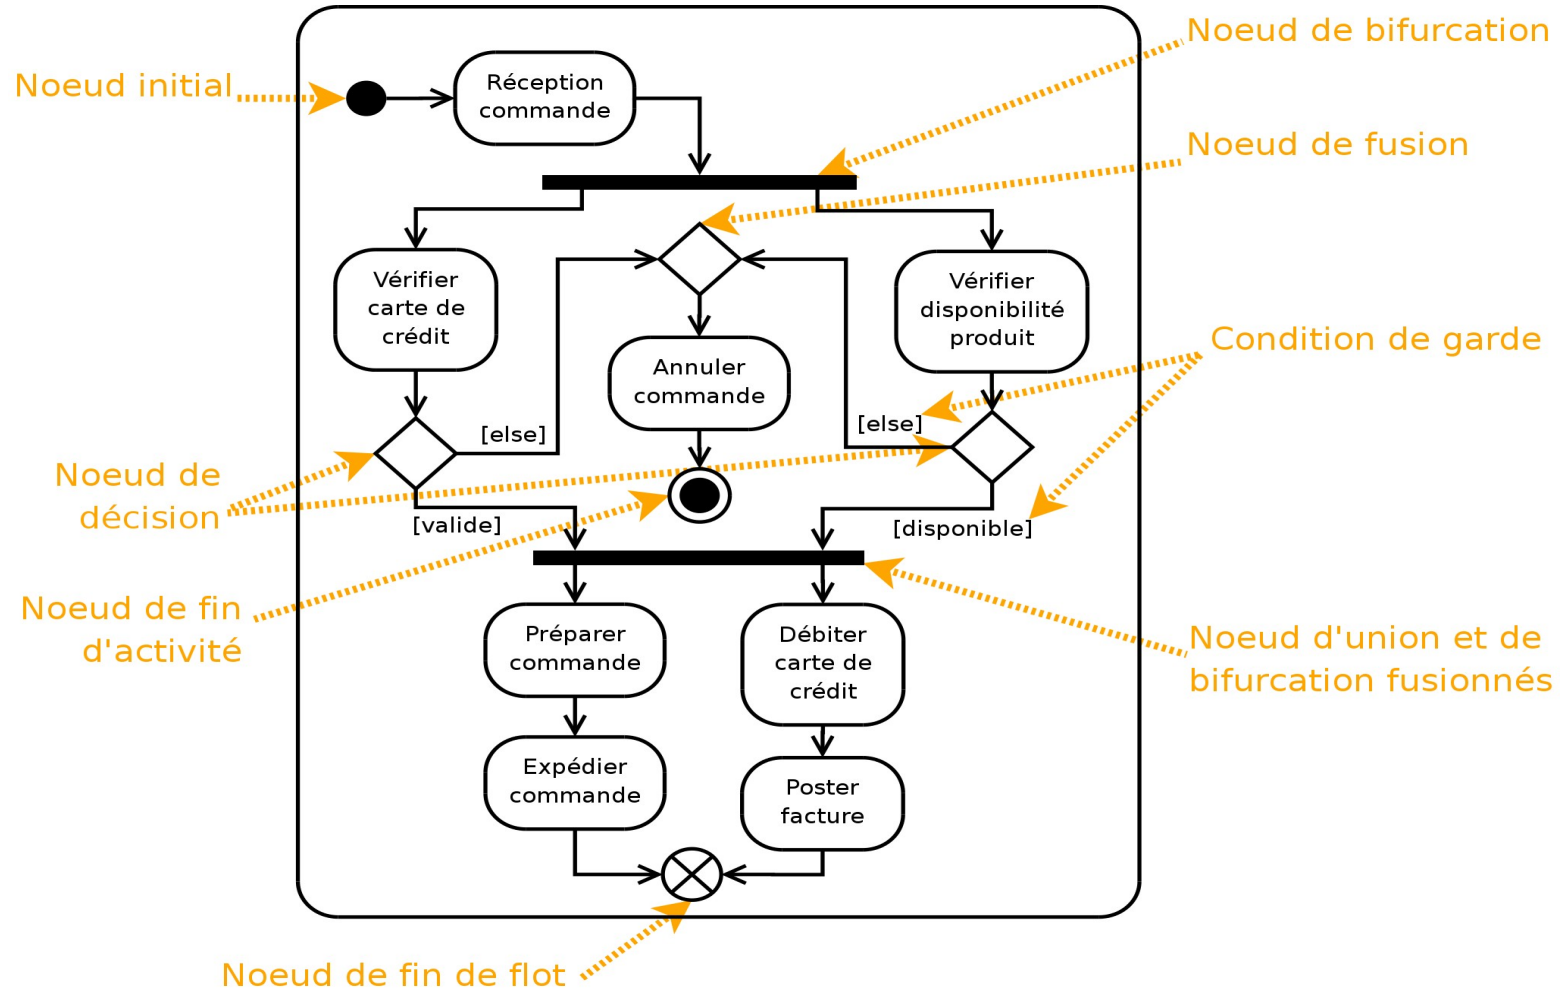 Noeud de bifurcation
Noeud initial
Réception
commande
Noeud de fusion
Vérifier
carte de
crédit
Vérifier
disponibilité
produit
Annuler
commande
Condition de garde
[else]
[else]
Noeud de
décision
[valide]
[disponible]
Noeud de fin
d'activité
Préparer
commande
Débiter
carte de
crédit
Noeud d'union et de
bifurcation fusionnés
Expédier
commande
Poster
facture
Noeud de fin de flot